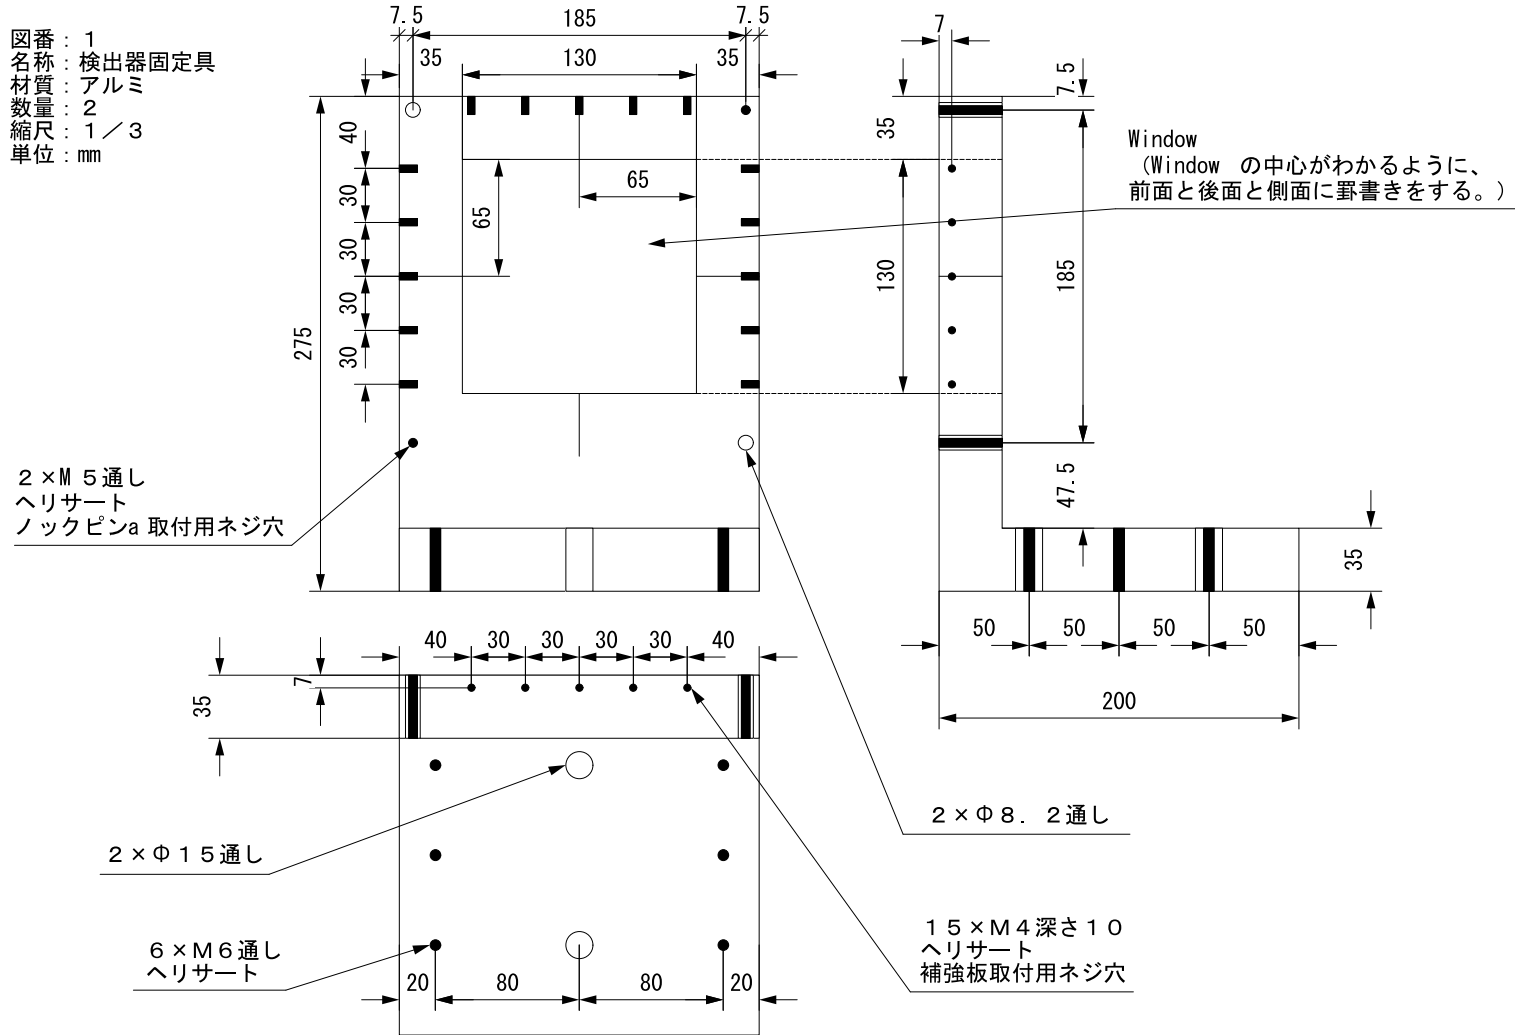 図番：1
名称：検出器固定具
材質：アルミ
数量：2
縮尺：1／3
単位：mm
7.5
185
7.5
35
130
35
7
7.5
40
35
Window
（Window の中心がわかるように、
前面と後面と側面に罫書きをする。）
30
65
65
30
130
185
30
275
30
2×M５通し
ヘリサート
ノックピンa 取付用ネジ穴
47.5
35
50
50
50
50
200
40
30
30
30
30
40
7
35
2×Φ15通し
2×Φ8．2通し
6×M6通し
ヘリサート
15×M4深さ10
ヘリサート
補強板取付用ネジ穴
20
80
80
20